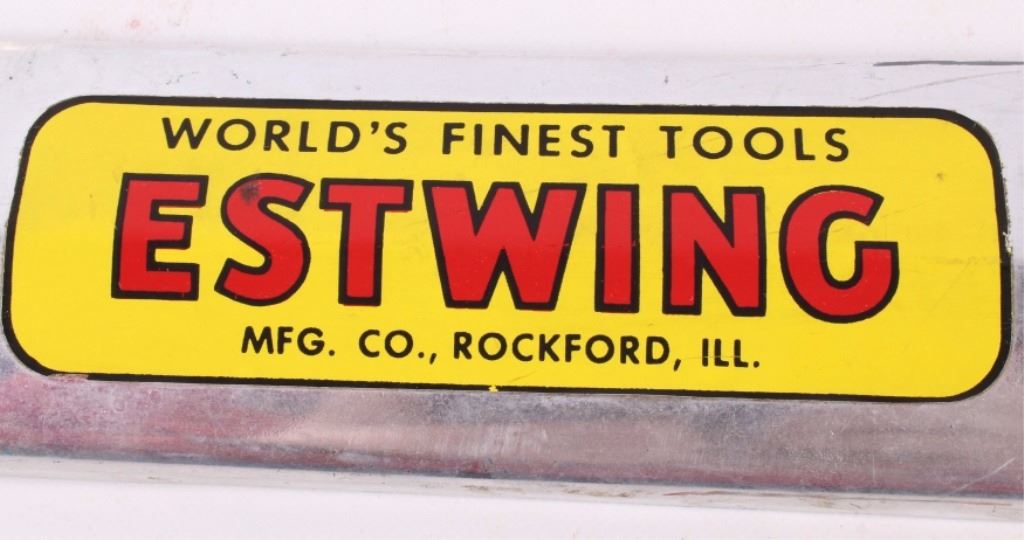 WORLD'S FINEST TOOLS
ESTWING
MFG. CO., ROCKFORD, ILL.